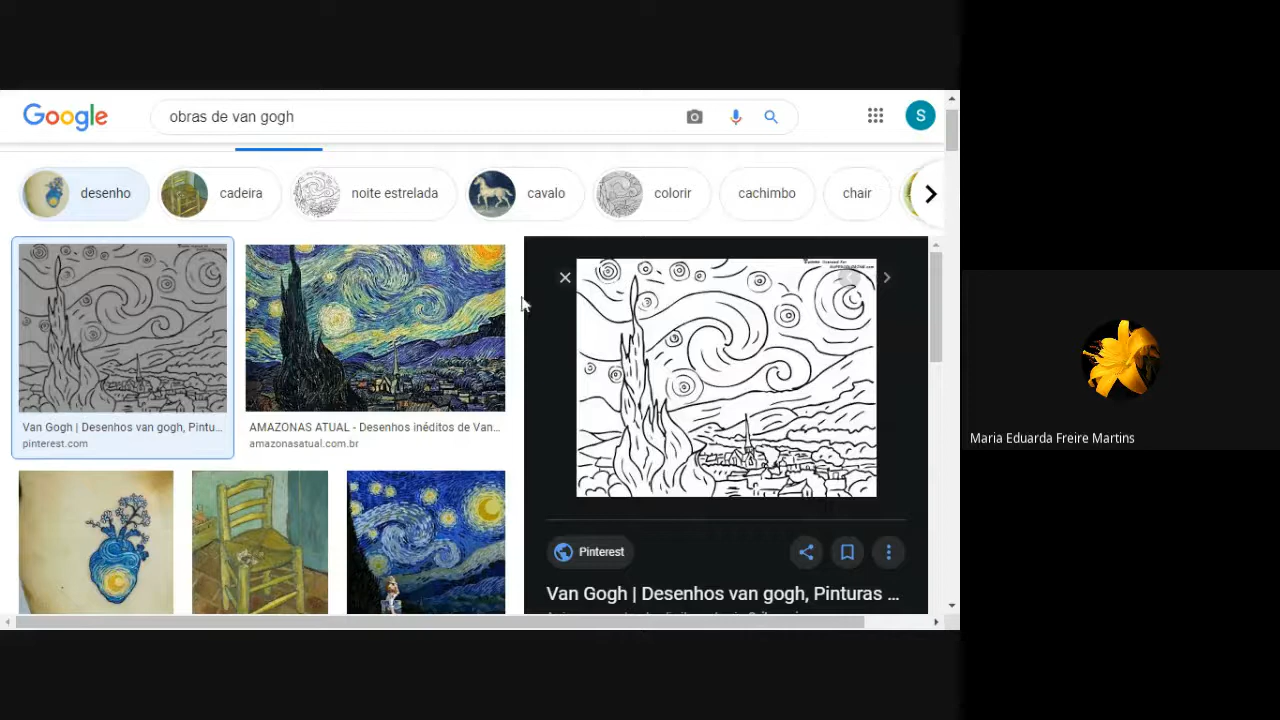 Google
obras de van gogh
S
desenho
cadeira
noite estrelada
cavalo
colorir
cachimbo
chair
Van Gogh | Desenhos van gogh, Pintu...
pinterest.com
AMAZONAS ATUAL - Desenhos inéditos de Van...
amazonasatual.com.br
Pinterest
Van Gogh | Desenhos van gogh, Pinturas ...
Maria Eduarda Freire Martins